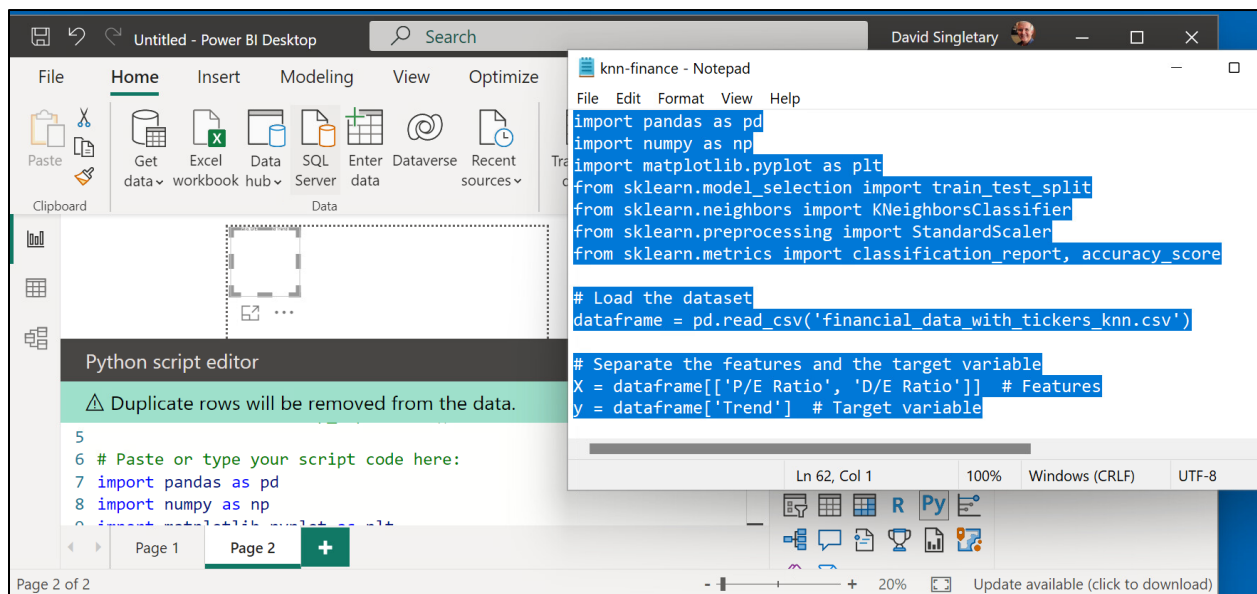 Untitled - Power BI Desktop
Search
David Singletary
File Home Insert Modeling View Optimize
Paste
Get data
Excel workbook
Data hub
SQL Server
Enter data
Dataverse
Recent sources
Clipboard
Data
Python script editor
Duplicate rows will be removed from the data.
5
6 # Paste or type your script code here:
7 import pandas as pd
8 import numpy as np
Page 1
Page 2
+
Page 2 of 2
- + 20%
Update available (click to download)
knn-finance - Notepad
File Edit Format View Help
import pandas as pd
import numpy as np
import matplotlib.pyplot as plt
from sklearn.model_selection import train_test_split
from sklearn.neighbors import KNeighborsClassifier
from sklearn.preprocessing import StandardScaler
from sklearn.metrics import classification_report, accuracy_score
# Load the dataset
dataframe = pd.read_csv('financial_data_with_tickers_knn.csv')
# Separate the features and the target variable
X = dataframe[['P/E Ratio', 'D/E Ratio']]  # Features
y = dataframe['Trend']  # Target variable
Ln 62, Col 1
100%
Windows (CRLF)
UTF-8
R
Py